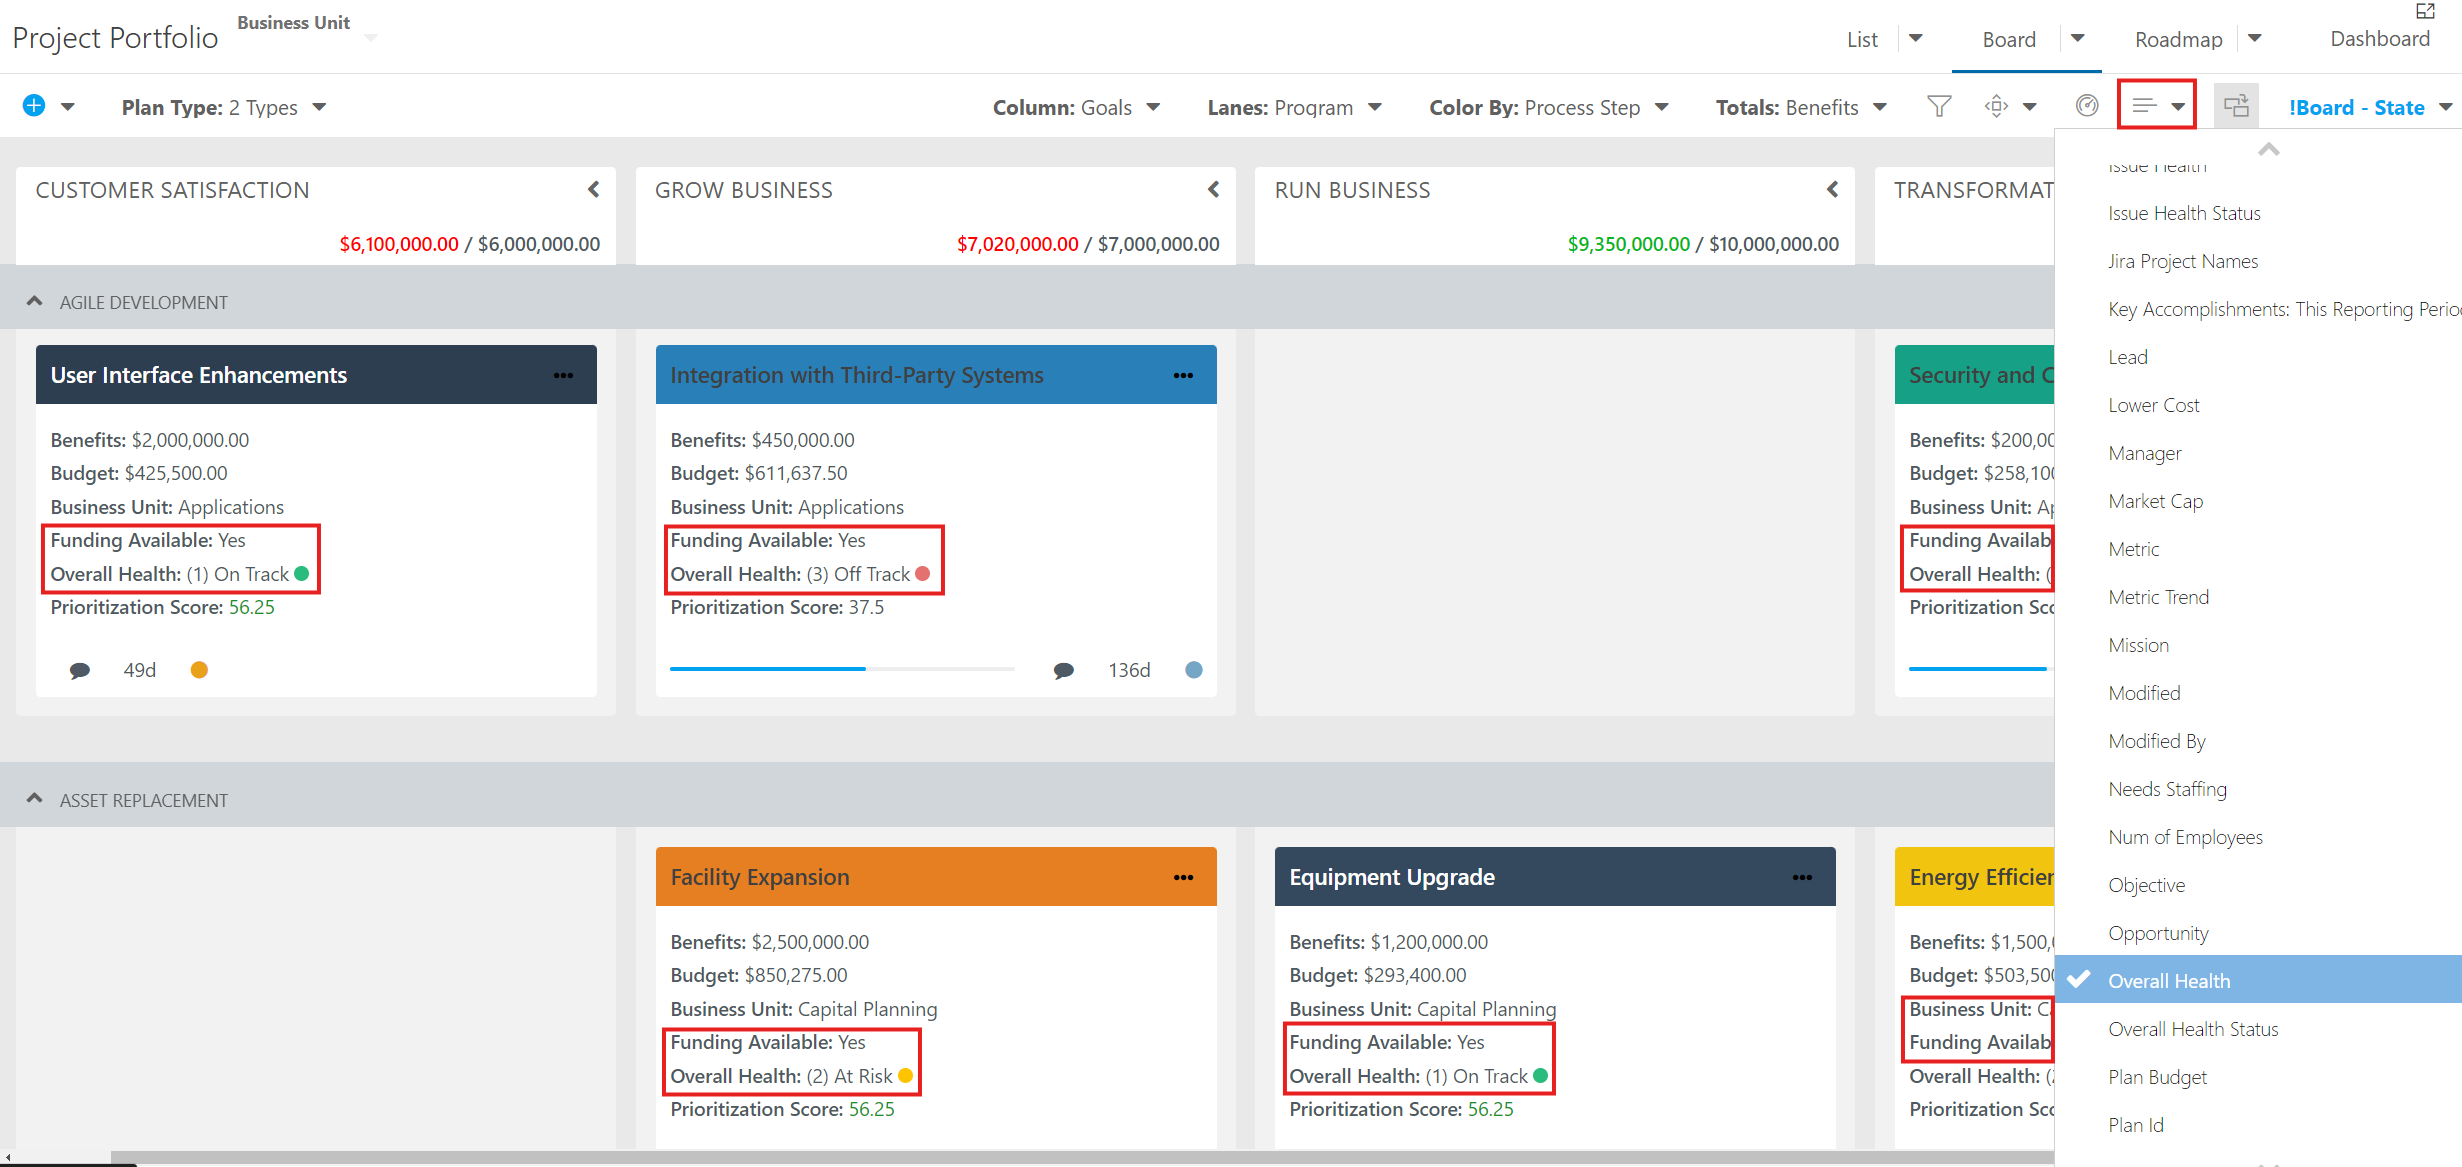 Project Portfolio
Business Unit
List
Board
Roadmap
Dashboard
Plan Type: 2 Types
Column: Goals
Lanes: Program
Color By: Process Step
Totals: Benefits
!Board - State
CUSTOMER SATISFACTION
$6,100,000.00 / $6,000,000.00
GROW BUSINESS
$7,020,000.00 / $7,000,000.00
RUN BUSINESS
$9,350,000.00 / $10,000,000.00
TRANSFORMAT
AGILE DEVELOPMENT
User Interface Enhancements
Benefits: $2,000,000.00
Budget: $425,500.00
Business Unit: Applications
Funding Available: Yes
Overall Health: (1) On Track
Prioritization Score: 56.25
49d
Integration with Third-Party Systems
Benefits: $450,000.00
Budget: $611,637.50
Business Unit: Applications
Funding Available: Yes
Overall Health: (3) Off Track
Prioritization Score: 37.5
136d
Security and C
Benefits: $200,00
Budget: $258,100
Business Unit: Ap
Funding Availab
Overall Health: (
Prioritization Sco
ASSET REPLACEMENT
Facility Expansion
Benefits: $2,500,000.00
Budget: $850,275.00
Business Unit: Capital Planning
Funding Available: Yes
Overall Health: (2) At Risk
Prioritization Score: 56.25
Equipment Upgrade
Benefits: $1,200,000.00
Budget: $293,400.00
Business Unit: Capital Planning
Funding Available: Yes
Overall Health: (1) On Track
Prioritization Score: 56.25
Energy Efficien
Benefits: $1,500,
Budget: $503,50
Business Unit: Ca
Funding Availab
Overall Health: (2
Prioritization Sco
Issue Health
Issue Health Status
Jira Project Names
Key Accomplishments: This Reporting Perio
Lead
Lower Cost
Manager
Market Cap
Metric
Metric Trend
Mission
Modified
Modified By
Needs Staffing
Num of Employees
Objective
Opportunity
Overall Health
Overall Health Status
Plan Budget
Plan Id